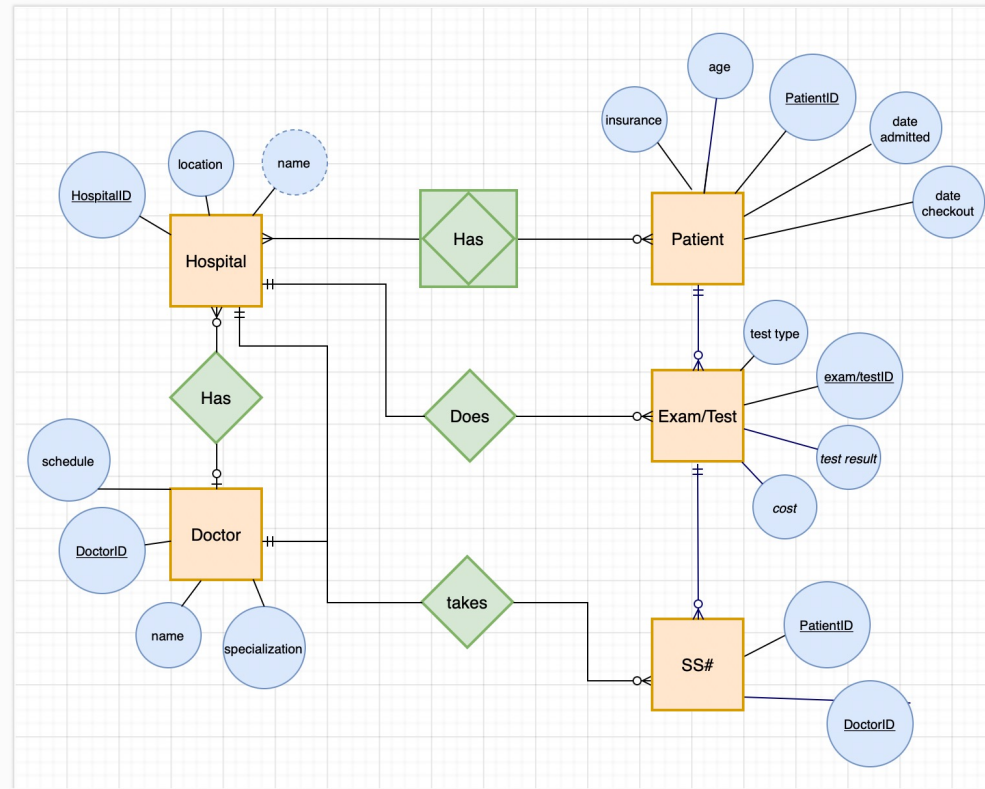 age
PatientID
insurance
date
admitted
location
name
HospitalID
date
checkout
Hospital
Has
Patient
test type
exam/testID
Has
Does
Exam/Test
schedule
test result
cost
Doctor
DoctorID
takes
PatientID
name
specialization
SS#
DoctorID